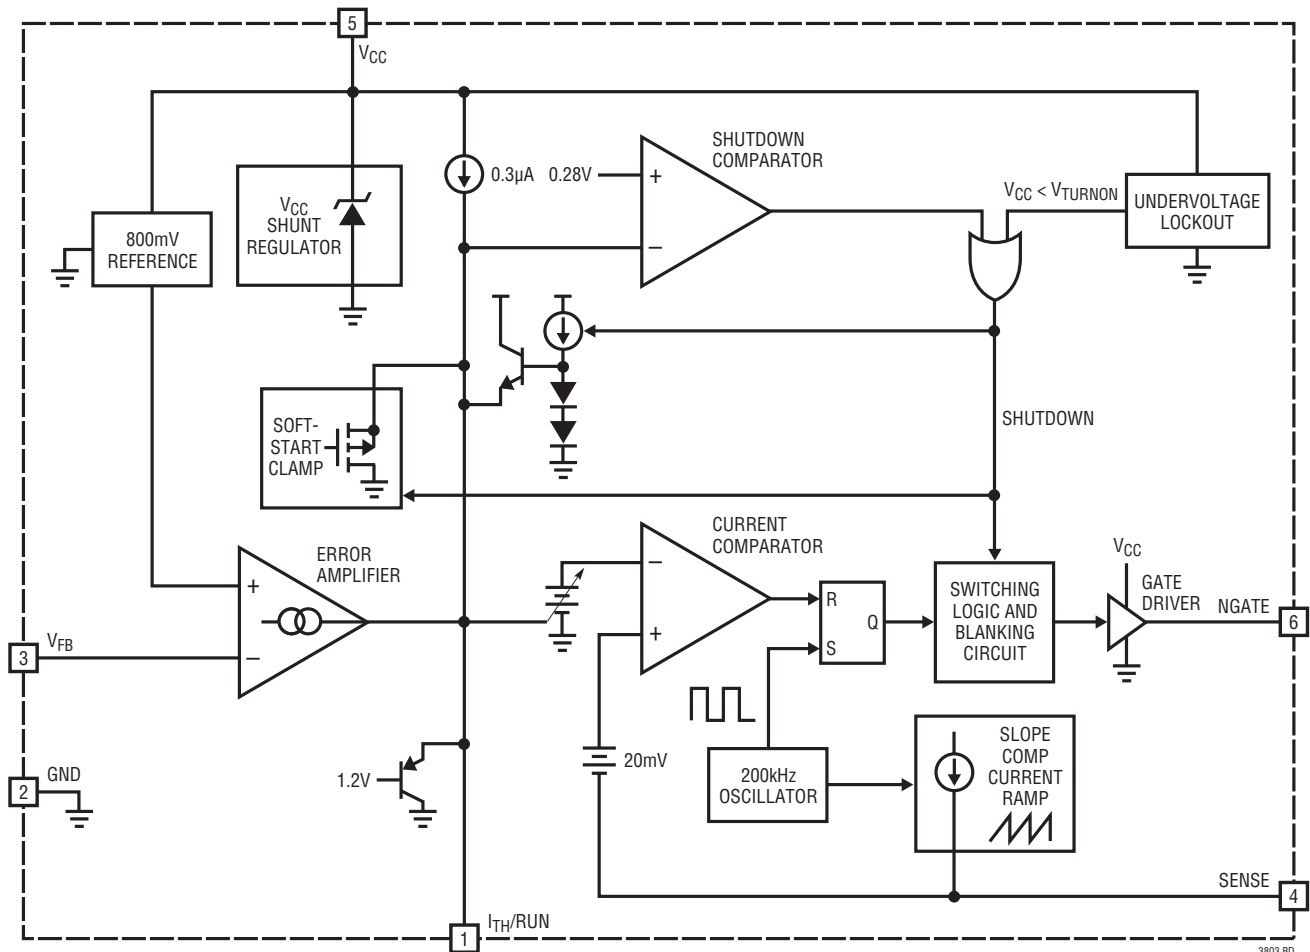 5
VCC
SHUTDOWN
COMPARATOR
0.3µA
0.28V
+
−
VCC < VTURNON
UNDERVOLTAGE
LOCKOUT
VCC
SHUNT
REGULATOR
800mV
REFERENCE
SOFT-
START
CLAMP
SHUTDOWN
ERROR
AMPLIFIER
+
−
CURRENT
COMPARATOR
−
+
R
S
Q
SWITCHING
LOGIC AND
BLANKING
CIRCUIT
VCC
GATE
DRIVER
NGATE
6
3
VFB
2
GND
1.2V
20mV
200kHz
OSCILLATOR
SLOPE
COMP
CURRENT
RAMP
SENSE
4
1
ITH/RUN
3803 BD